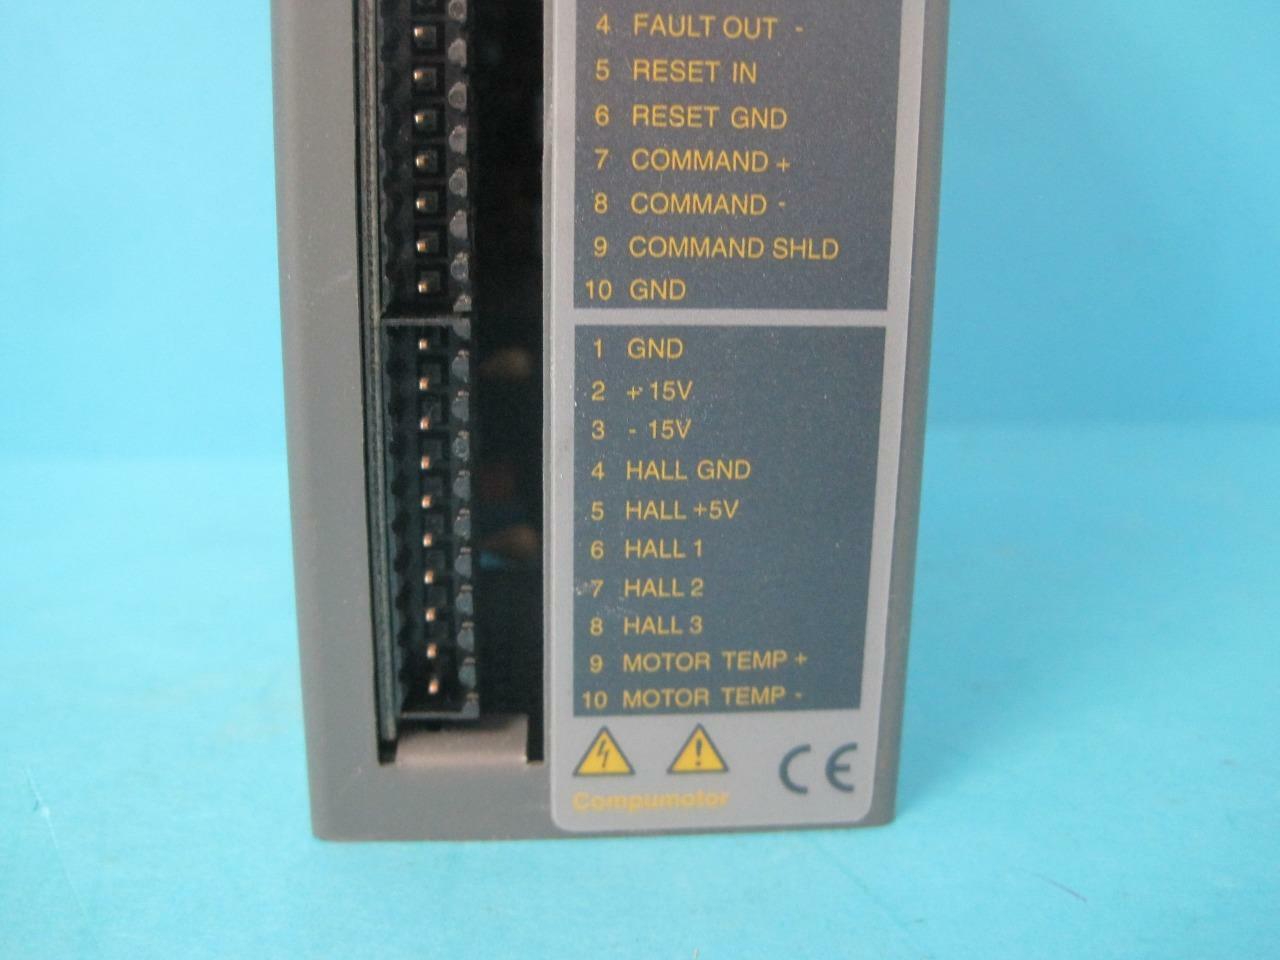 4 FAULT OUT -
5 RESET IN
6 RESET GND
7 COMMAND +
8 COMMAND -
9 COMMAND SHLD
10 GND
1 GND
2 + 15V
3 - 15V
4 HALL GND
5 HALL +5V
6 HALL 1
7 HALL 2
8 HALL 3
9 MOTOR TEMP +
10 MOTOR TEMP -
CE
Compumotor